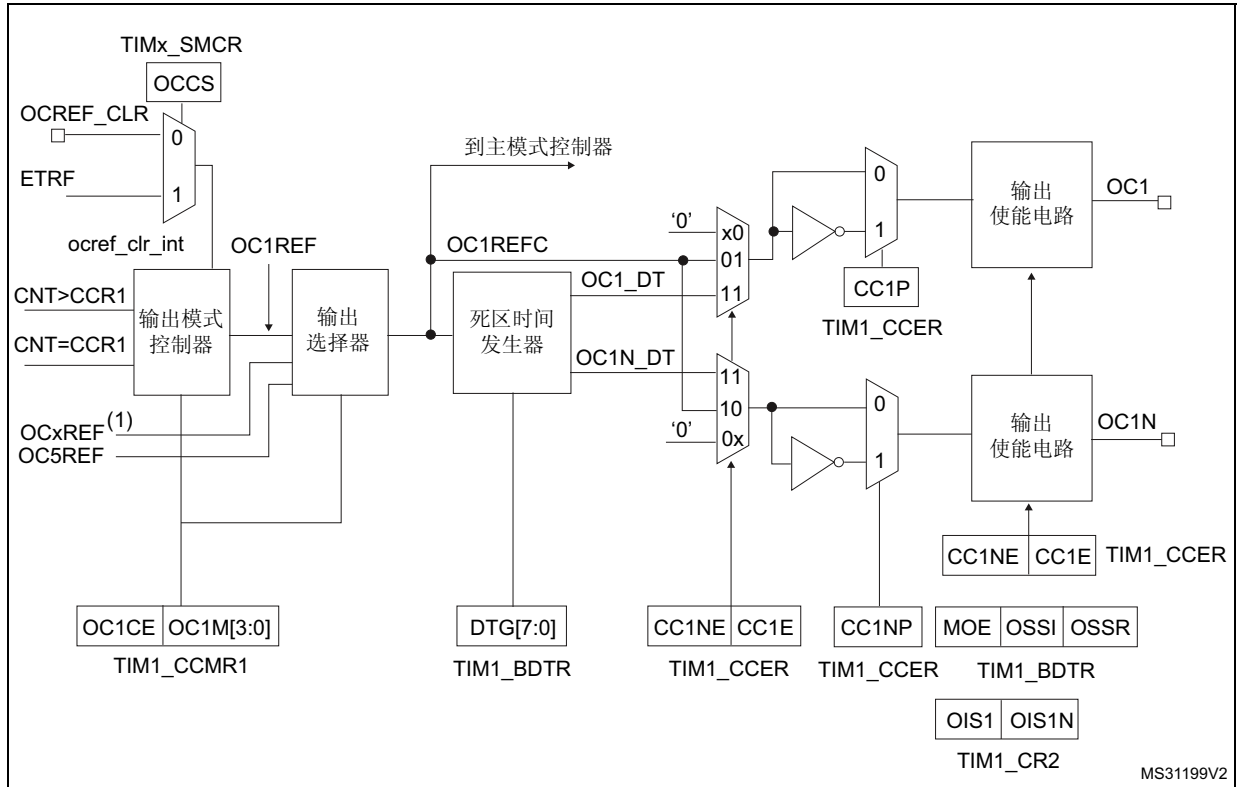 TIMx_SMCR
OCCS
OCREF_CLR
0
ETRF
1
ocref_clr_int
到主模式控制器
OC1REF
OC1REFC
CNT>CCR1
CNT=CCR1
输出模式
控制器
输出
选择器
死区时间
发生器
OCxREF(1)
OC5REF
OC1_DT
OC1N_DT
‘0’
x0
01
11
11
10
‘0’
0x
0
1
CC1P
TIM1_CCER
0
1
输出
使能电路
OC1
输出
使能电路
OC1N
CC1NE CC1E TIM1_CCER
OC1CE OC1M[3:0]
TIM1_CCMR1
DTG[7:0]
TIM1_BDTR
CC1NE CC1E
TIM1_CCER
CC1NP
TIM1_CCER
MOE OSSI OSSR
TIM1_BDTR
OIS1 OIS1N
TIM1_CR2
MS31199V2